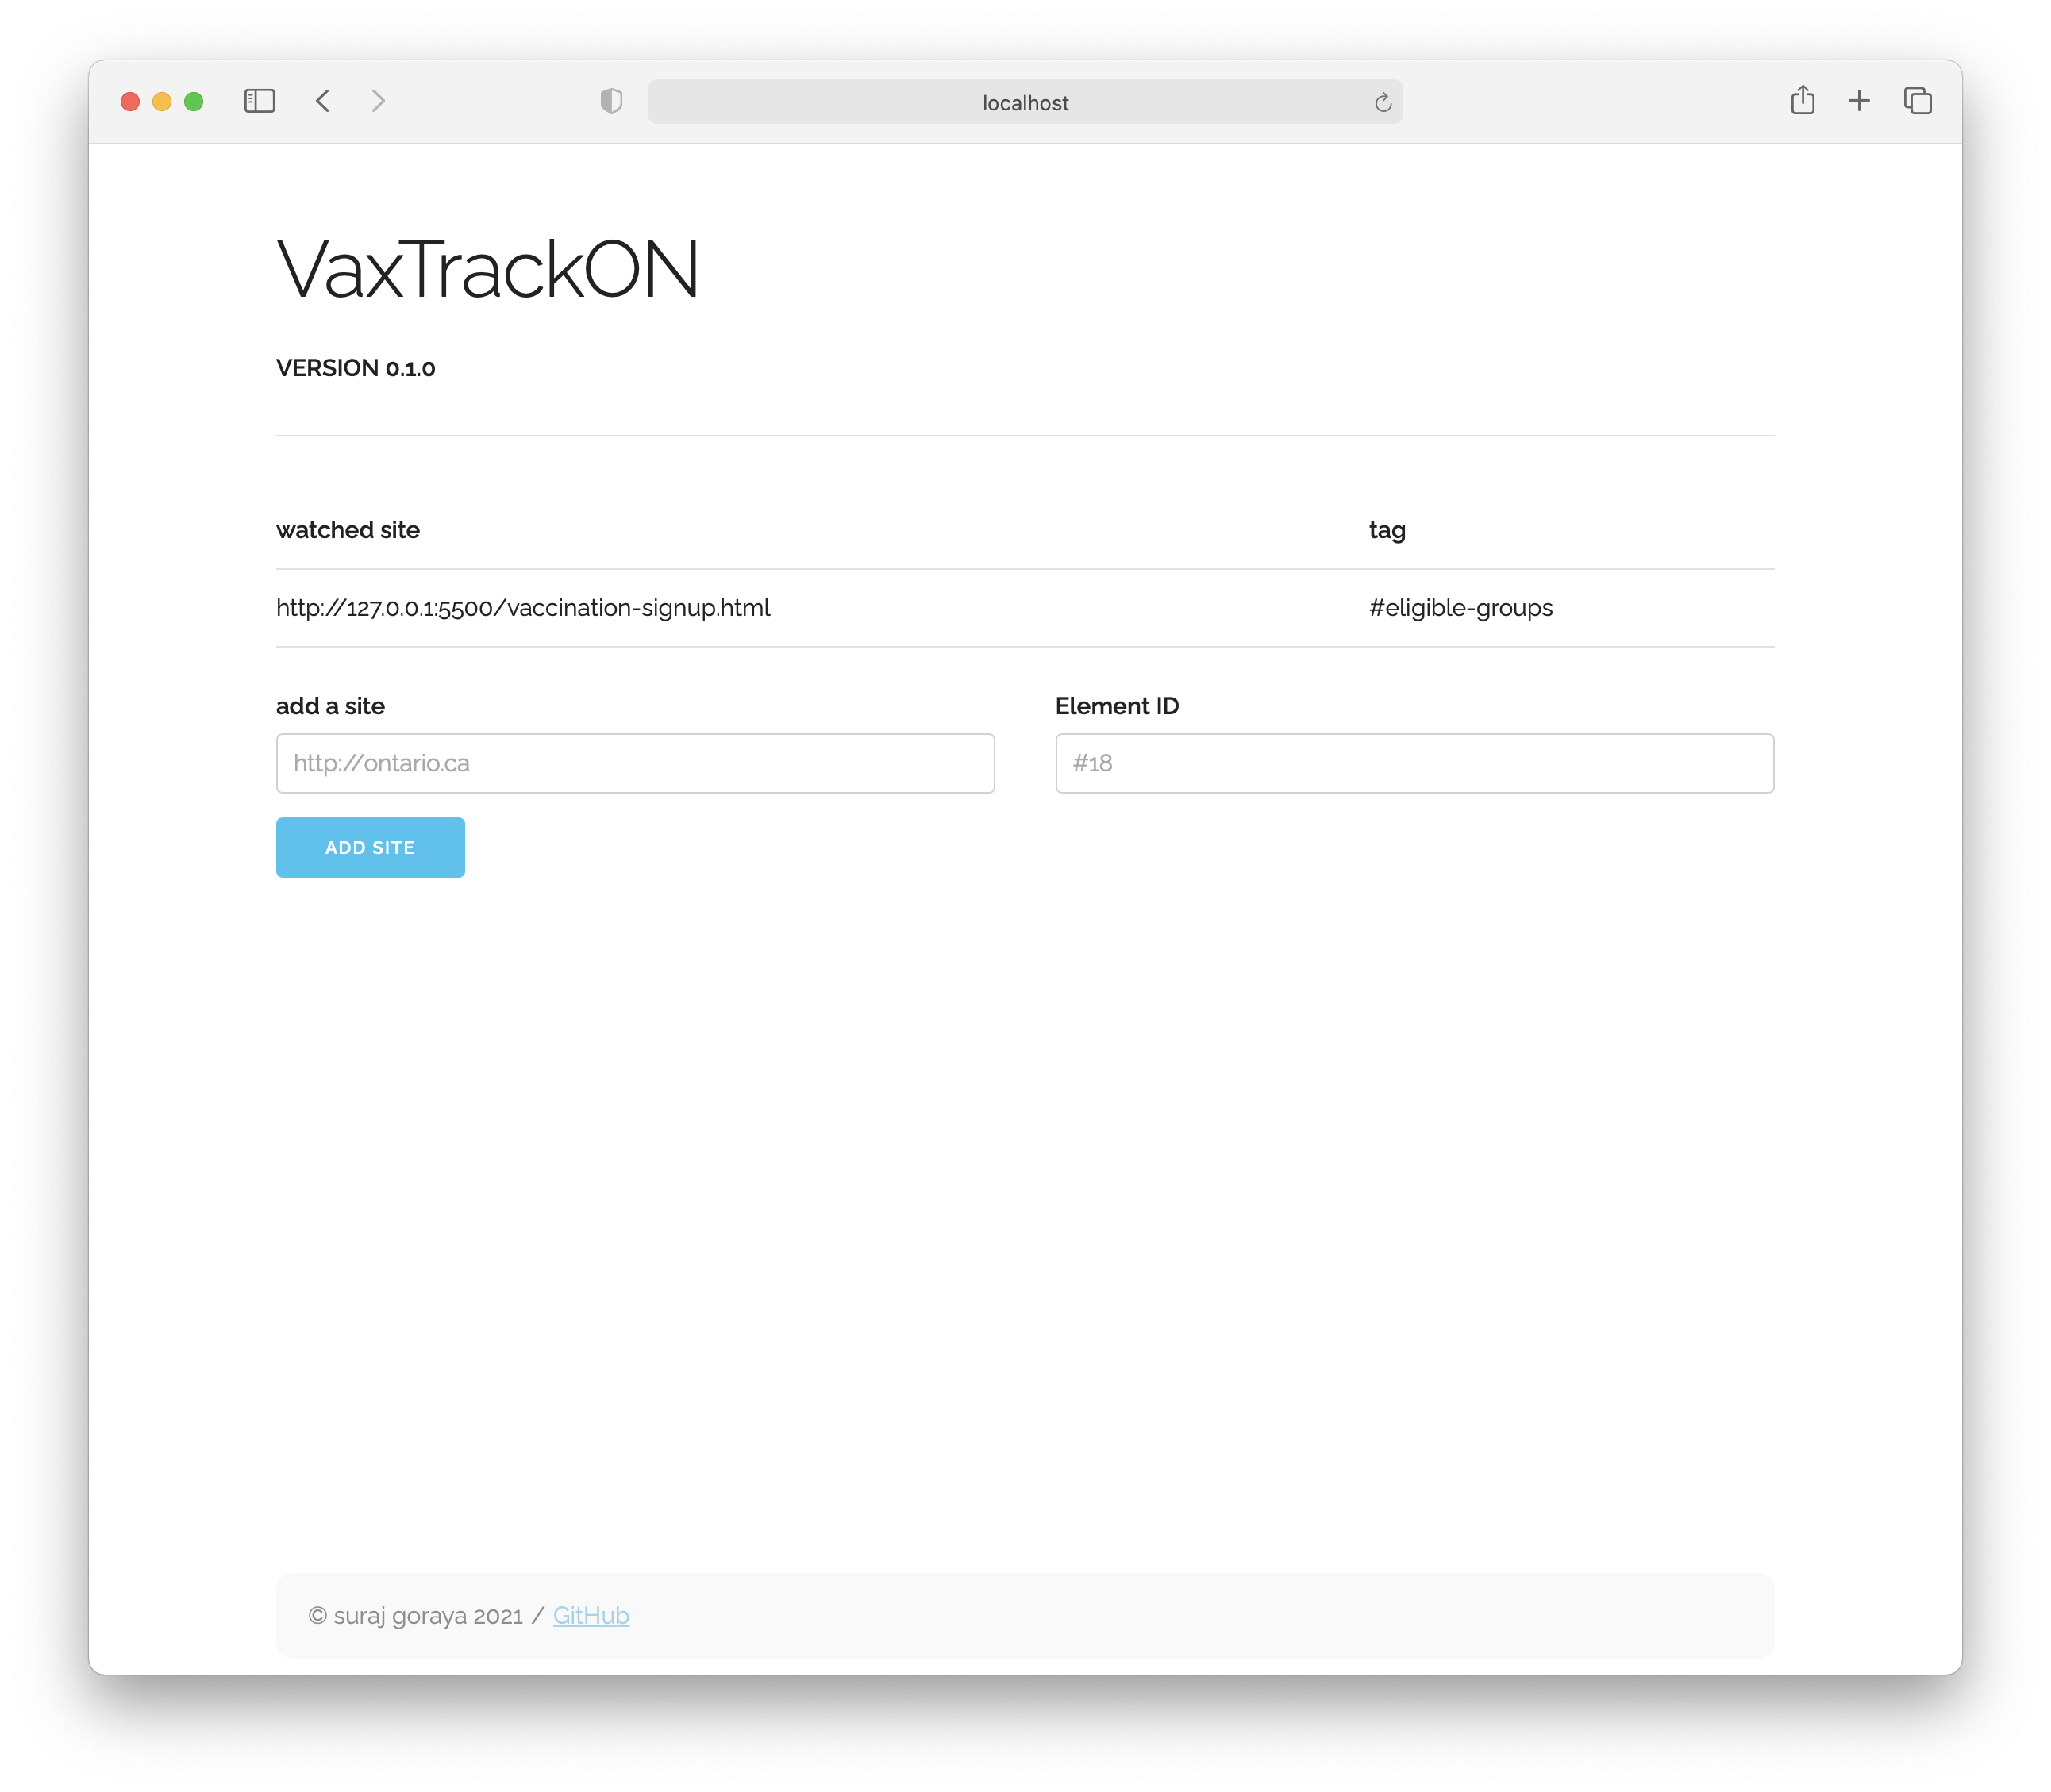 localhost
VaxTrackON
VERSION 0.1.0
watched site tag
http://127.0.0.1:5500/vaccination-signup.html #eligible-groups
add a site Element ID
http://ontario.ca #18
ADD SITE
© suraj goraya 2021 / GitHub